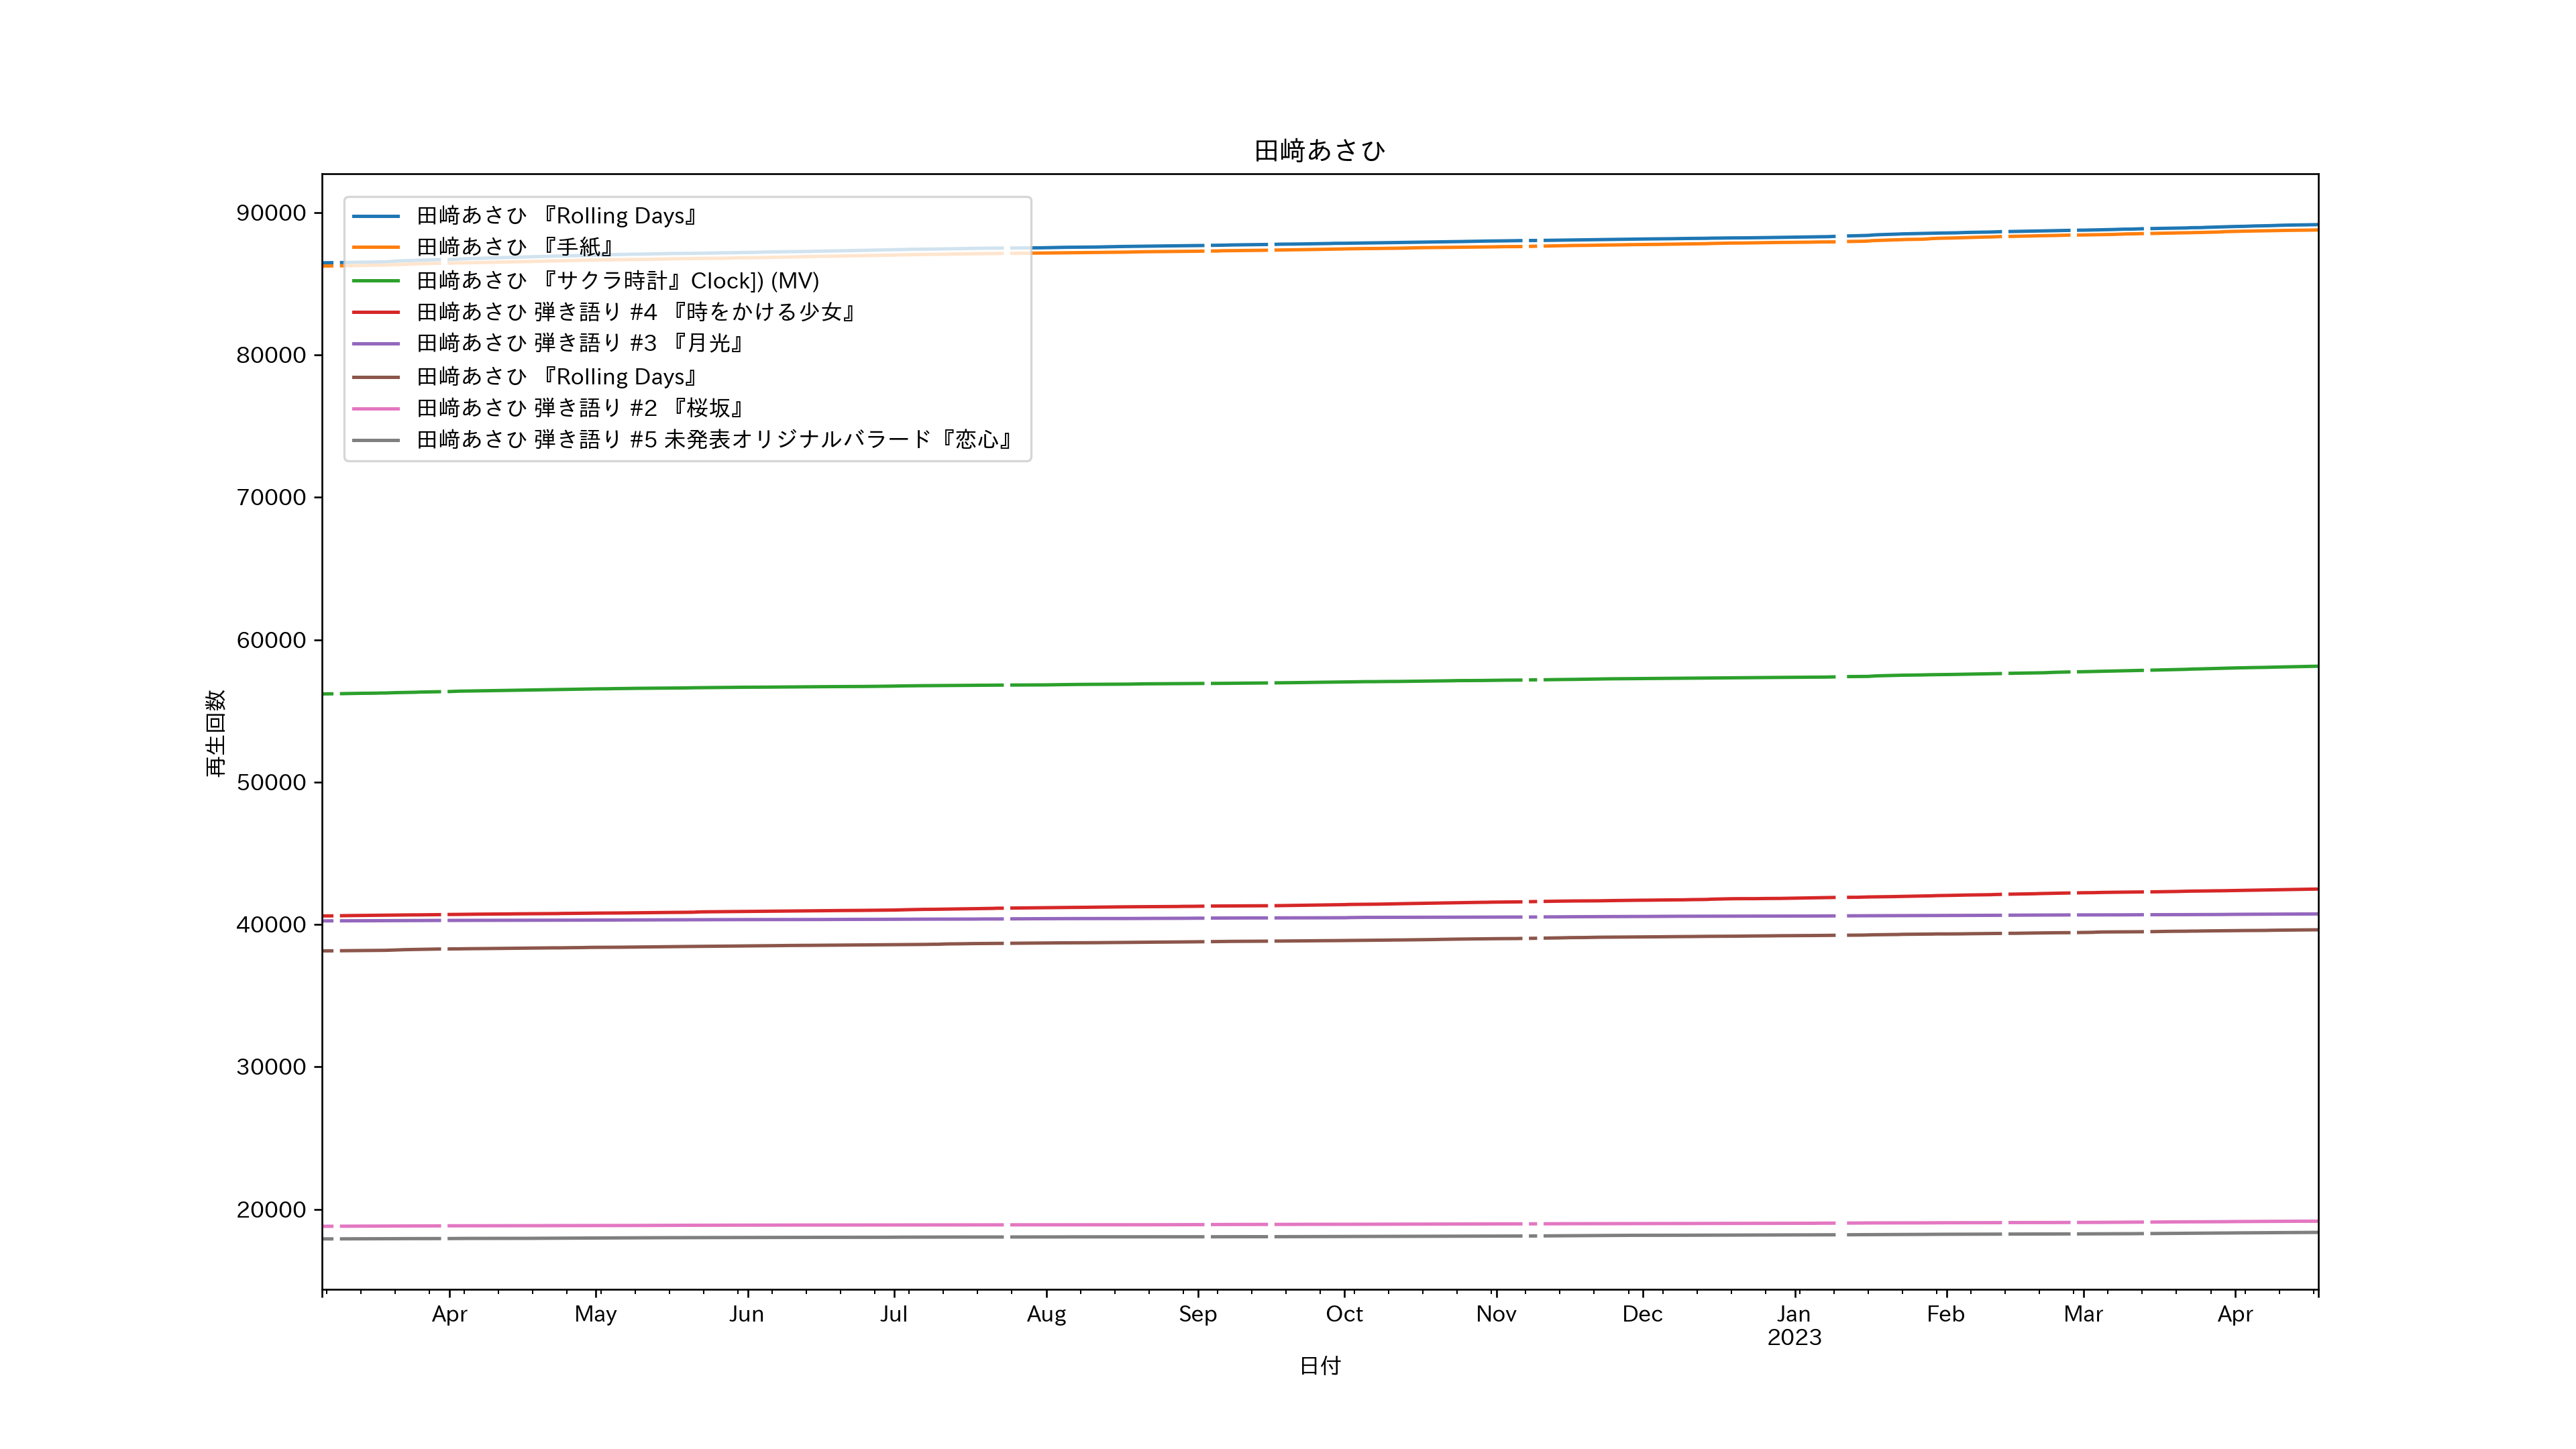 田﨑あさひ
90000
80000
70000
60000
50000
40000
30000
20000
再生回数
田﨑あさひ 『Rolling Days』
田﨑あさひ 『手紙』
田﨑あさひ 『サクラ時計』Clock]) (MV)
田﨑あさひ 弾き語り #4 『時をかける少女』
田﨑あさひ 弾き語り #3 『月光』
田﨑あさひ 『Rolling Days』
田﨑あさひ 弾き語り #2 『桜坂』
田﨑あさひ 弾き語り #5 未発表オリジナルバラード『恋心』
Apr May Jun Jul Aug Sep Oct Nov Dec Jan Feb Mar Apr
2023
日付